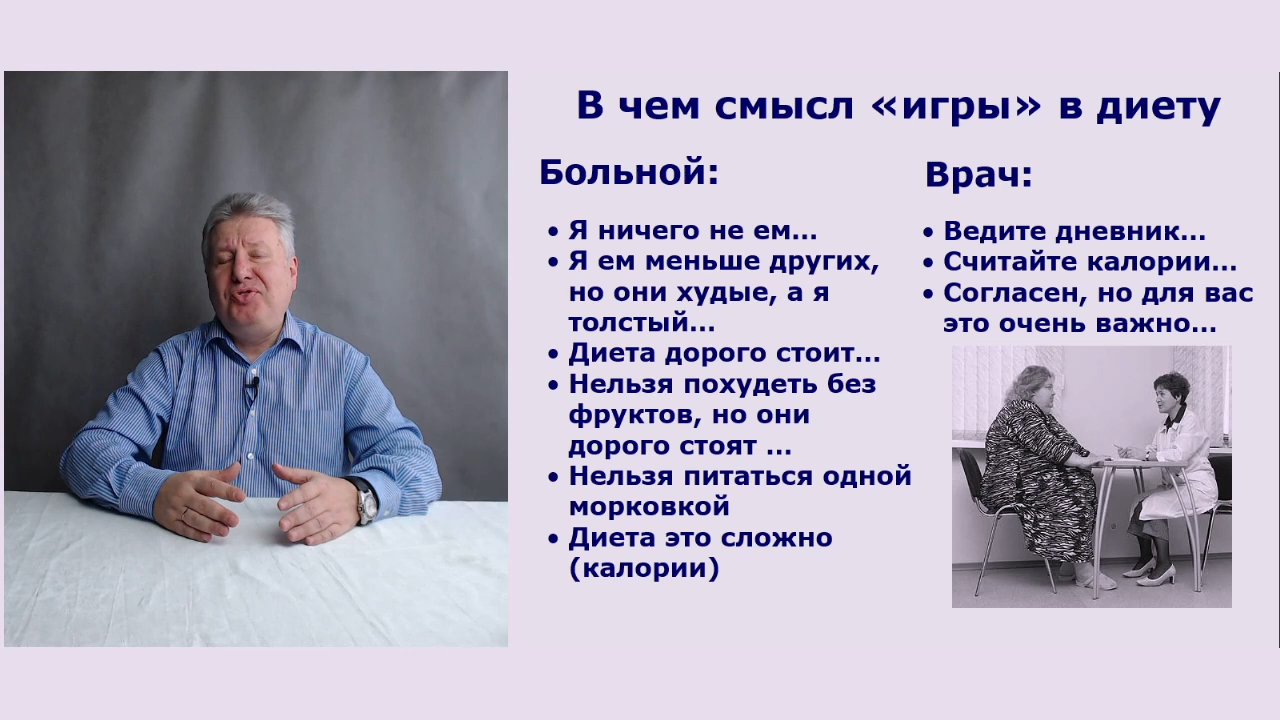 В чем смысл «игры» в диету
Больной:
• Я ничего не ем...
• Я ем меньше других,
но они худые, а я
толстый...
• Диета дорого стоит...
• Нельзя похудеть без
фруктов, но они
дорого стоят ...
• Нельзя питаться одной
морковкой
• Диета это сложно
(калории)
Врач:
• Ведите дневник...
• Считайте калории...
• Согласен, но для вас
это очень важно...